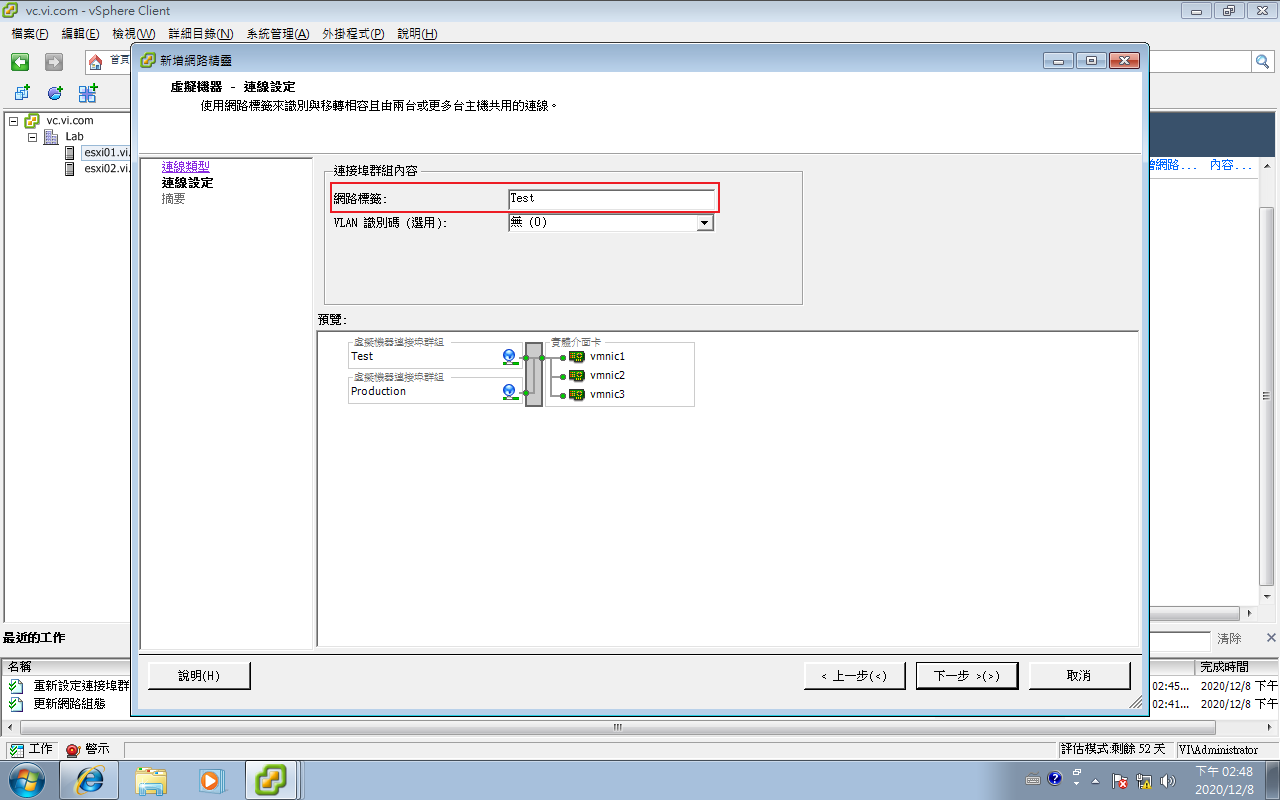 vc.vi.com - vSphere Client
檔案(F) 編輯(E) 檢視(W) 詳細目錄(N) 系統管理(A) 外掛程式(P) 說明(H)
首頁
新增網路精靈
虛擬機器 - 連線設定
使用網路標籤來識別與移轉相容且由兩台或更多台主機共用的連線。
vc.vi.com
Lab
esxi01.vi.
esxi02.vi.
連線類型
連線設定
摘要
連接埠群組內容
網路標籤:
Test
VLAN 識別碼 (選用):
無 (0)
增網路... 內容...
預覽:
虛擬機器連接埠群組
Test
虛擬機器連接埠群組
Production
實體介面卡
vmnic1
vmnic2
vmnic3
最近的工作
清除
名稱
完成時間
重新設定連接埠群
02:45... 2020/12/8 下午
更新網路組態
02:41... 2020/12/8 下午
說明(H)
< 上一步(<)
下一步 >(>)
取消
工作 警示
評估模式:剩餘 52 天
VI\Administrator
下午 02:48
2020/12/8